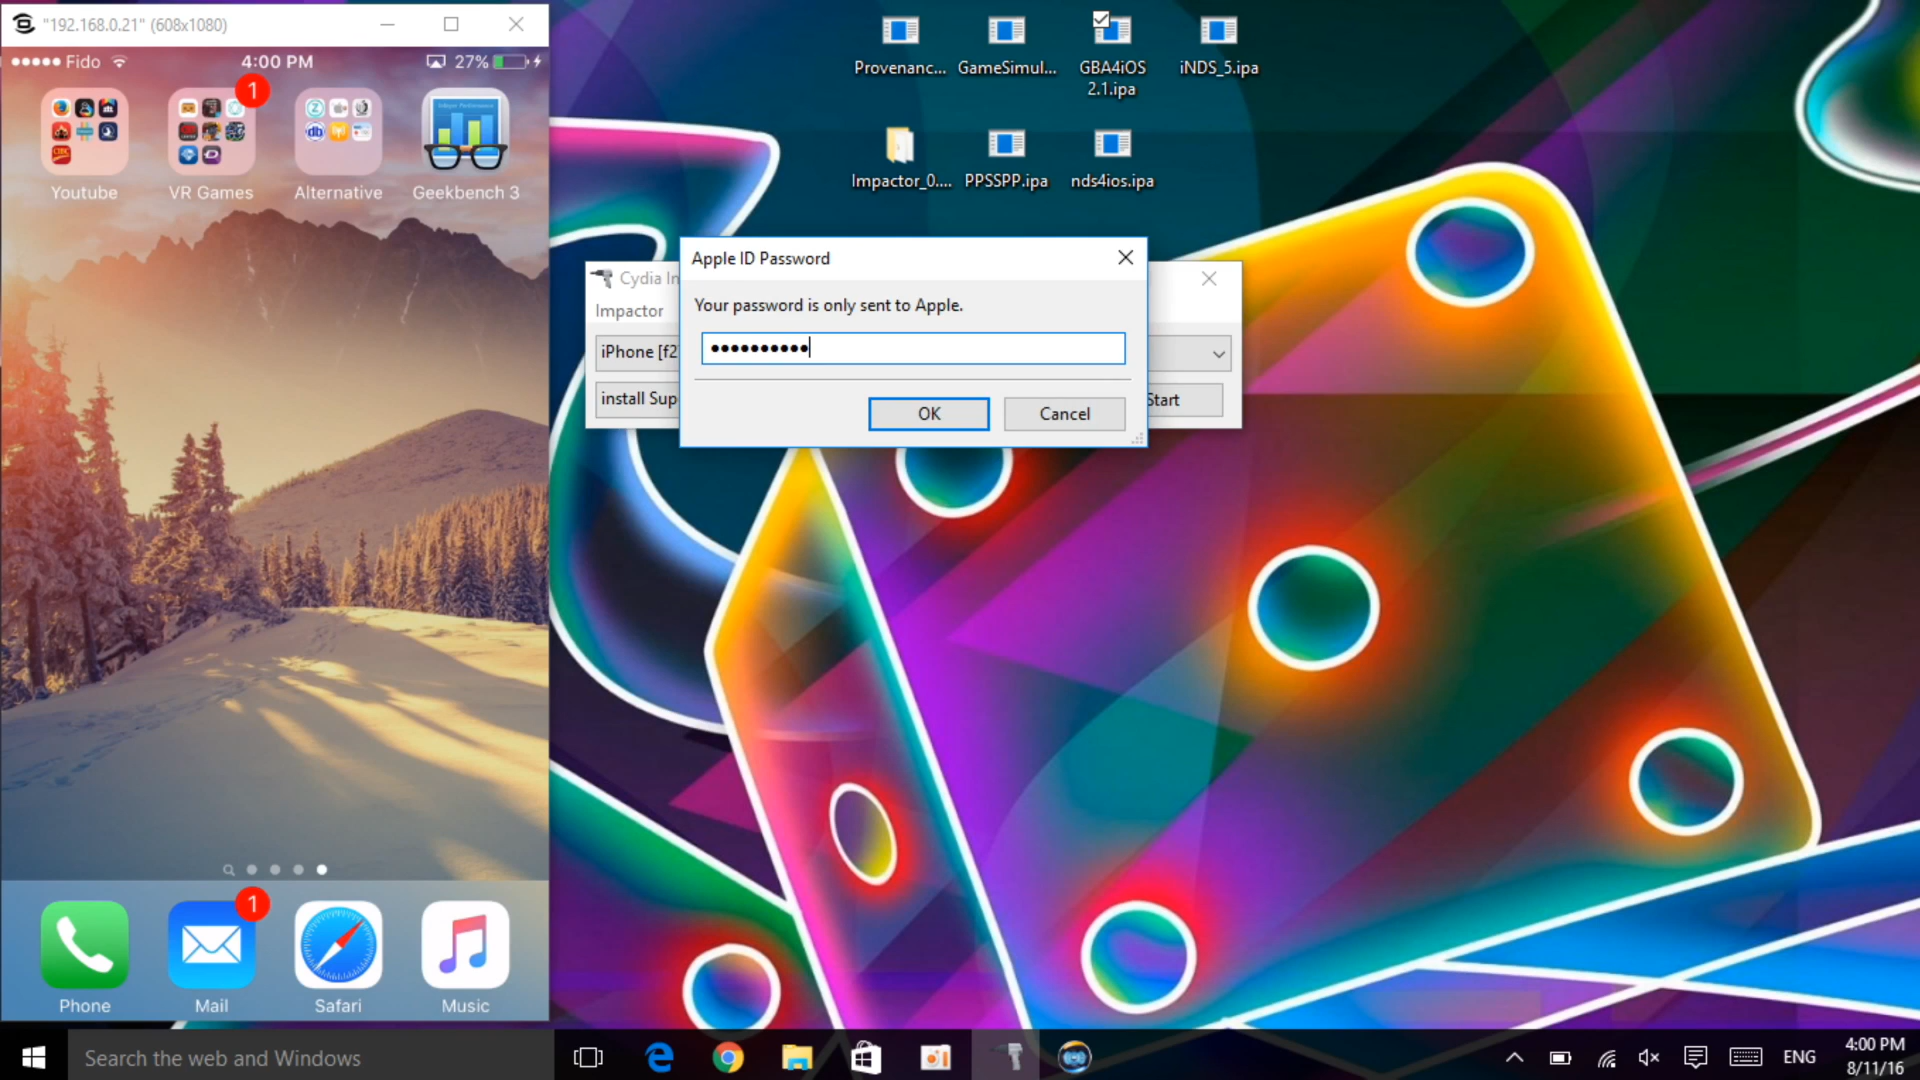 "192.168.0.21" (608x1080)
Fido
4:00 PM
27%
1
Youtube
VR Games
Alternative
Geekbench 3
1
Phone
Mail
Safari
Music
Provenanc...
GameSimul...
GBA4iOS
2.1.ipa
iNDS_5.ipa
Impactor_0....
PPSSPP.ipa
nds4ios.ipa
Cydia Im
Impactor
iPhone [f2
install Sup
Start
Apple ID Password
Your password is only sent to Apple.
OK
Cancel
Search the web and Windows
ENG
4:00 PM
8/11/16